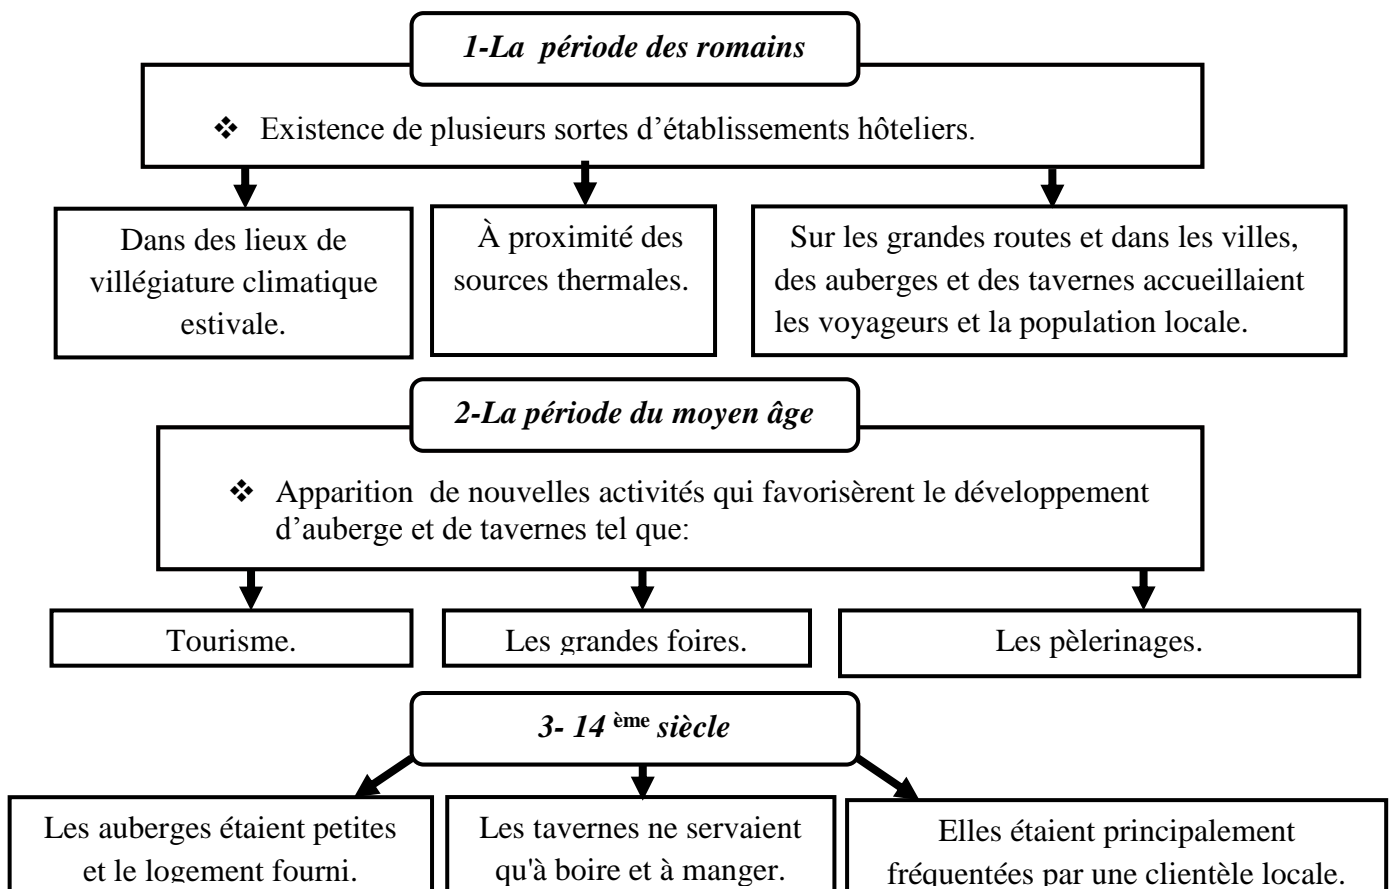 1-La période des romains
❖ Existence de plusieurs sortes d’établissements hôteliers.
Dans des lieux de
villégiature climatique
estivale.
À proximité des
sources thermales.
Sur les grandes routes et dans les villes,
des auberges et des tavernes accueillaient
les voyageurs et la population locale.
2-La période du moyen âge
❖ Apparition de nouvelles activités qui favorisèrent le développement
d’auberge et de tavernes tel que:
Tourisme.
Les grandes foires.
Les pèlerinages.
3- 14 ème siècle
Les auberges étaient petites
et le logement fourni.
Les tavernes ne servaient
qu'à boire et à manger.
Elles étaient principalement
fréquentées par une clientèle locale.